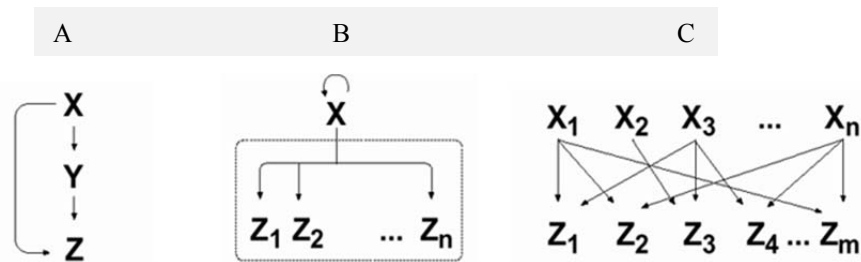 A B C
X
X
X₁ X₂ X₃ ... Xₙ
Y
Z₁ Z₂ ... Zₙ
Z₁ Z₂ Z₃ Z₄ ... Zₘ
Z